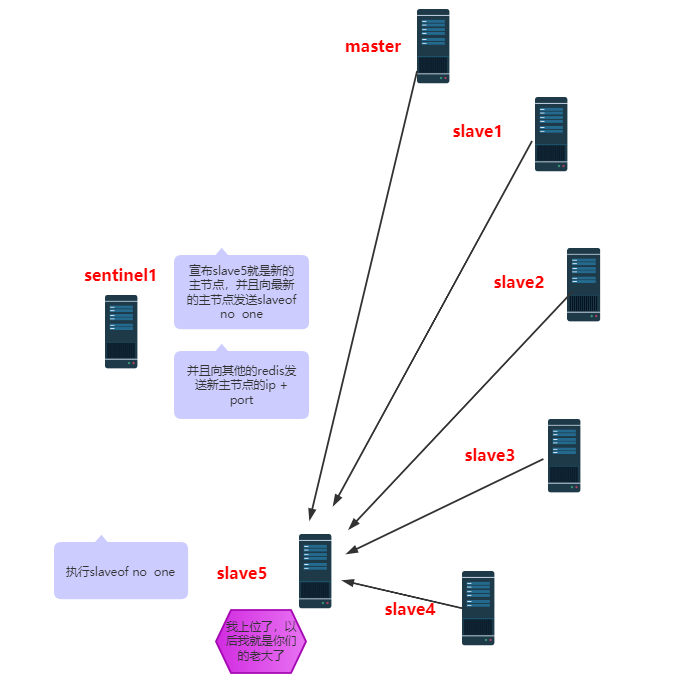 master
slave1
sentinel1
宣布slave5就是新的
主节点，并且向最新
的主节点发送slaveof
no one
slave2
并且向其他的redis发
送新主节点的ip +
port
slave3
执行slaveof no one
slave5
slave4
我上位了，以
后我就是你们
的老大了